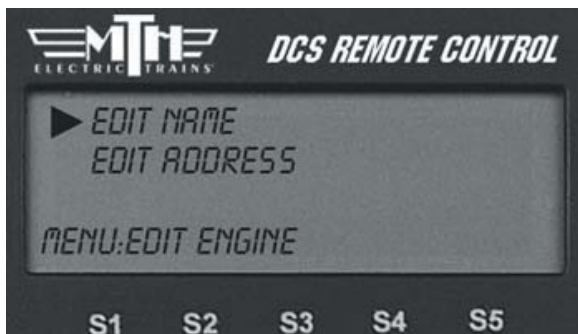 MTH
ELECTRIC TRAINS
DCS REMOTE CONTROL
EDIT NAME
EDIT ADDRESS
MENU:EDIT ENGINE
S1 S2 S3 S4 S5